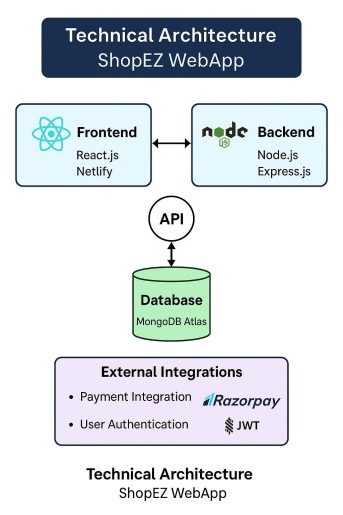 Technical Architecture
ShopEZ WebApp
Frontend
React.js
Netlify
node
JS
Backend
Node.js
Express.js
API
Database
MongoDB Atlas
External Integrations
• Payment Integration Razorpay
• User Authentication JWT
Technical Architecture
ShopEZ WebApp